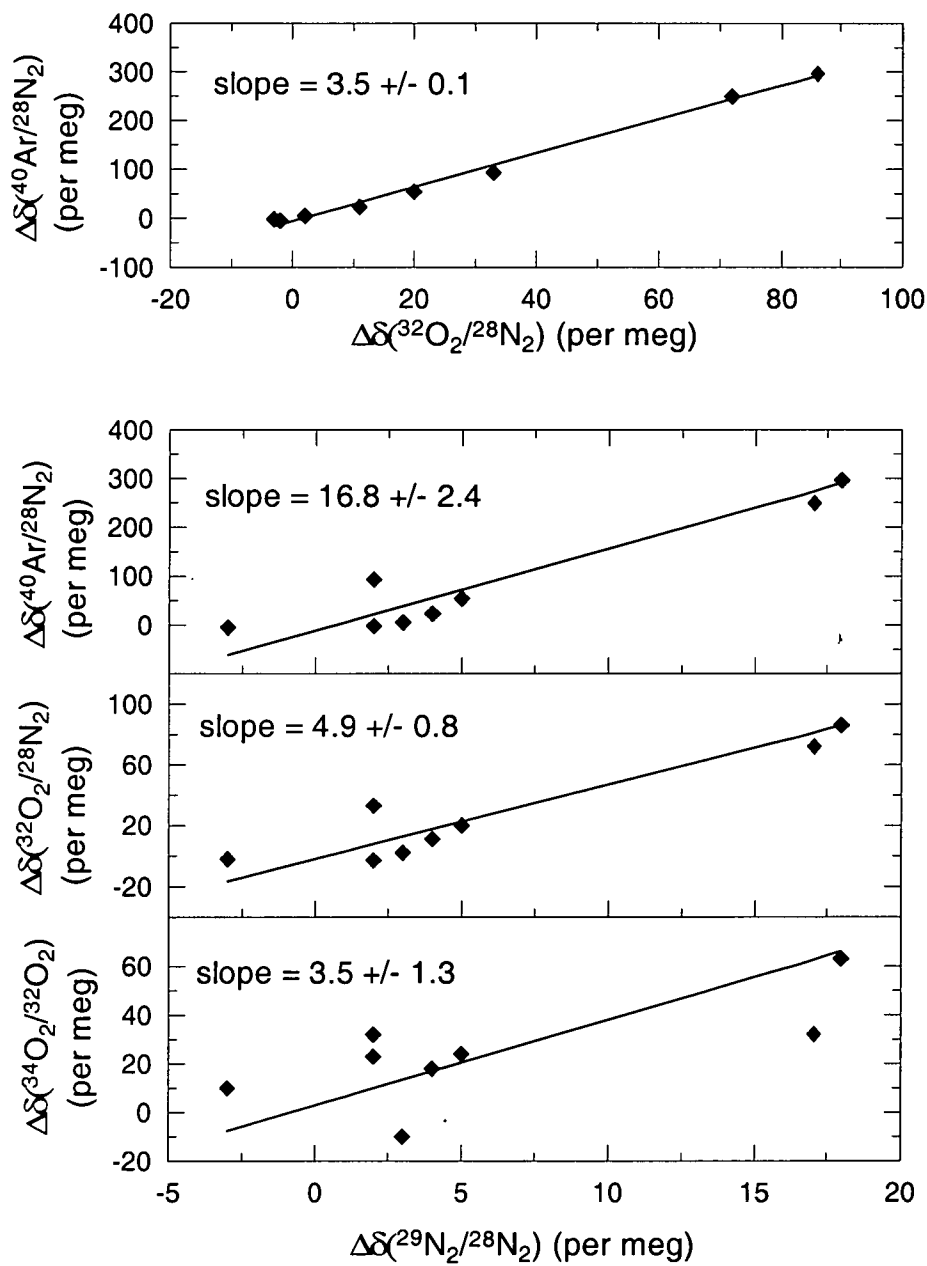 400
300
200
100
0
-100
Δδ(⁴⁰Ar/²⁸N₂)
(per meg)
slope = 3.5 +/- 0.1
-20 0 20 40 60 80 100
Δδ(³²O₂/²⁸N₂) (per meg)
400
300
200
100
0
Δδ(⁴⁰Ar/²⁸N₂)
(per meg)
slope = 16.8 +/- 2.4
100
60
20
-20
Δδ(³²O₂/²⁸N₂)
(per meg)
slope = 4.9 +/- 0.8
60
40
20
0
-20
Δδ(³⁴O₂/³²O₂)
(per meg)
slope = 3.5 +/- 1.3
-5 0 5 10 15 20
Δδ(²⁹N₂/²⁸N₂) (per meg)